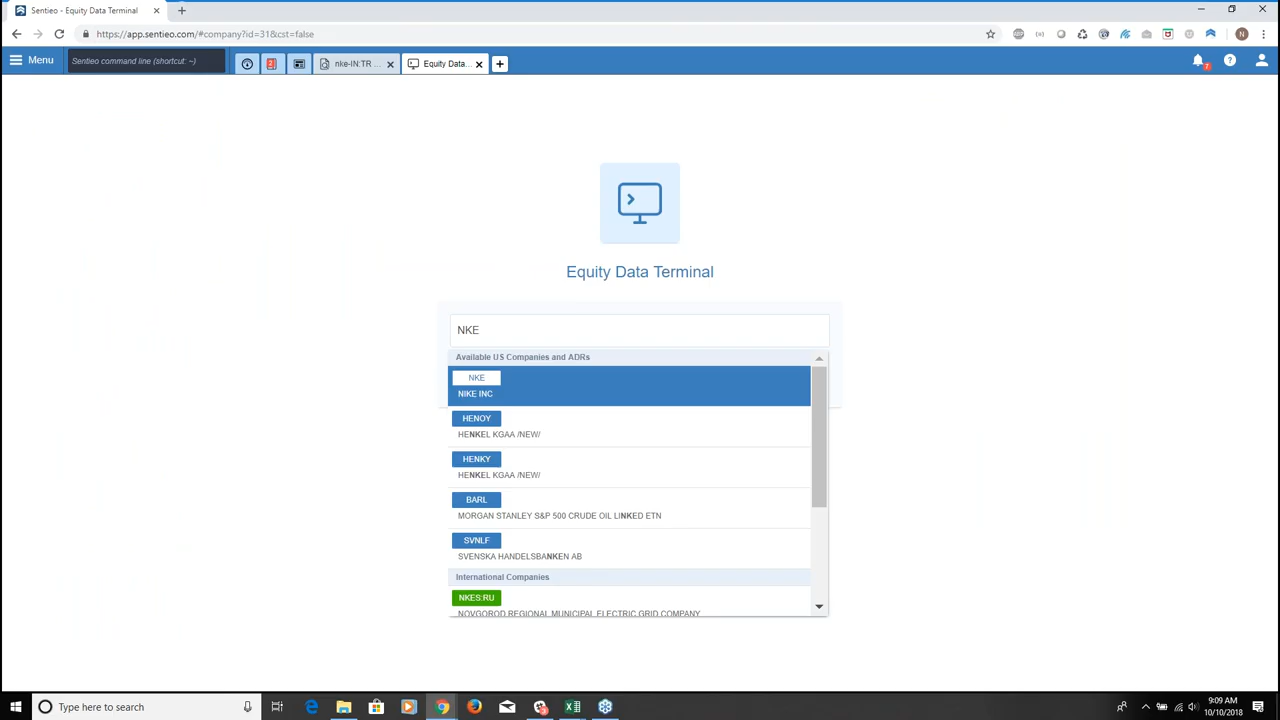 Sentieo - Equity Data Terminal
https://app.sentieo.com/#company?id=31&cst=false
N
Menu
Sentieo command line (shortcut: ~)
nke-IN:TR ...
Equity Data...
7
Equity Data Terminal
NKE
Available US Companies and ADRs
NKE
NIKE INC
HENOY
HENKEL KGAA /NEW/
HENKY
HENKEL KGAA /NEW/
BARL
MORGAN STANLEY S&P 500 CRUDE OIL LINKED ETN
SVNLF
SVENSKA HANDELSBANKEN AB
International Companies
NKES:RU
NOVGOROD REGIONAL MUNICIPAL ELECTRIC GRID COMPANY
Type here to search
9:09 AM
10/10/2018